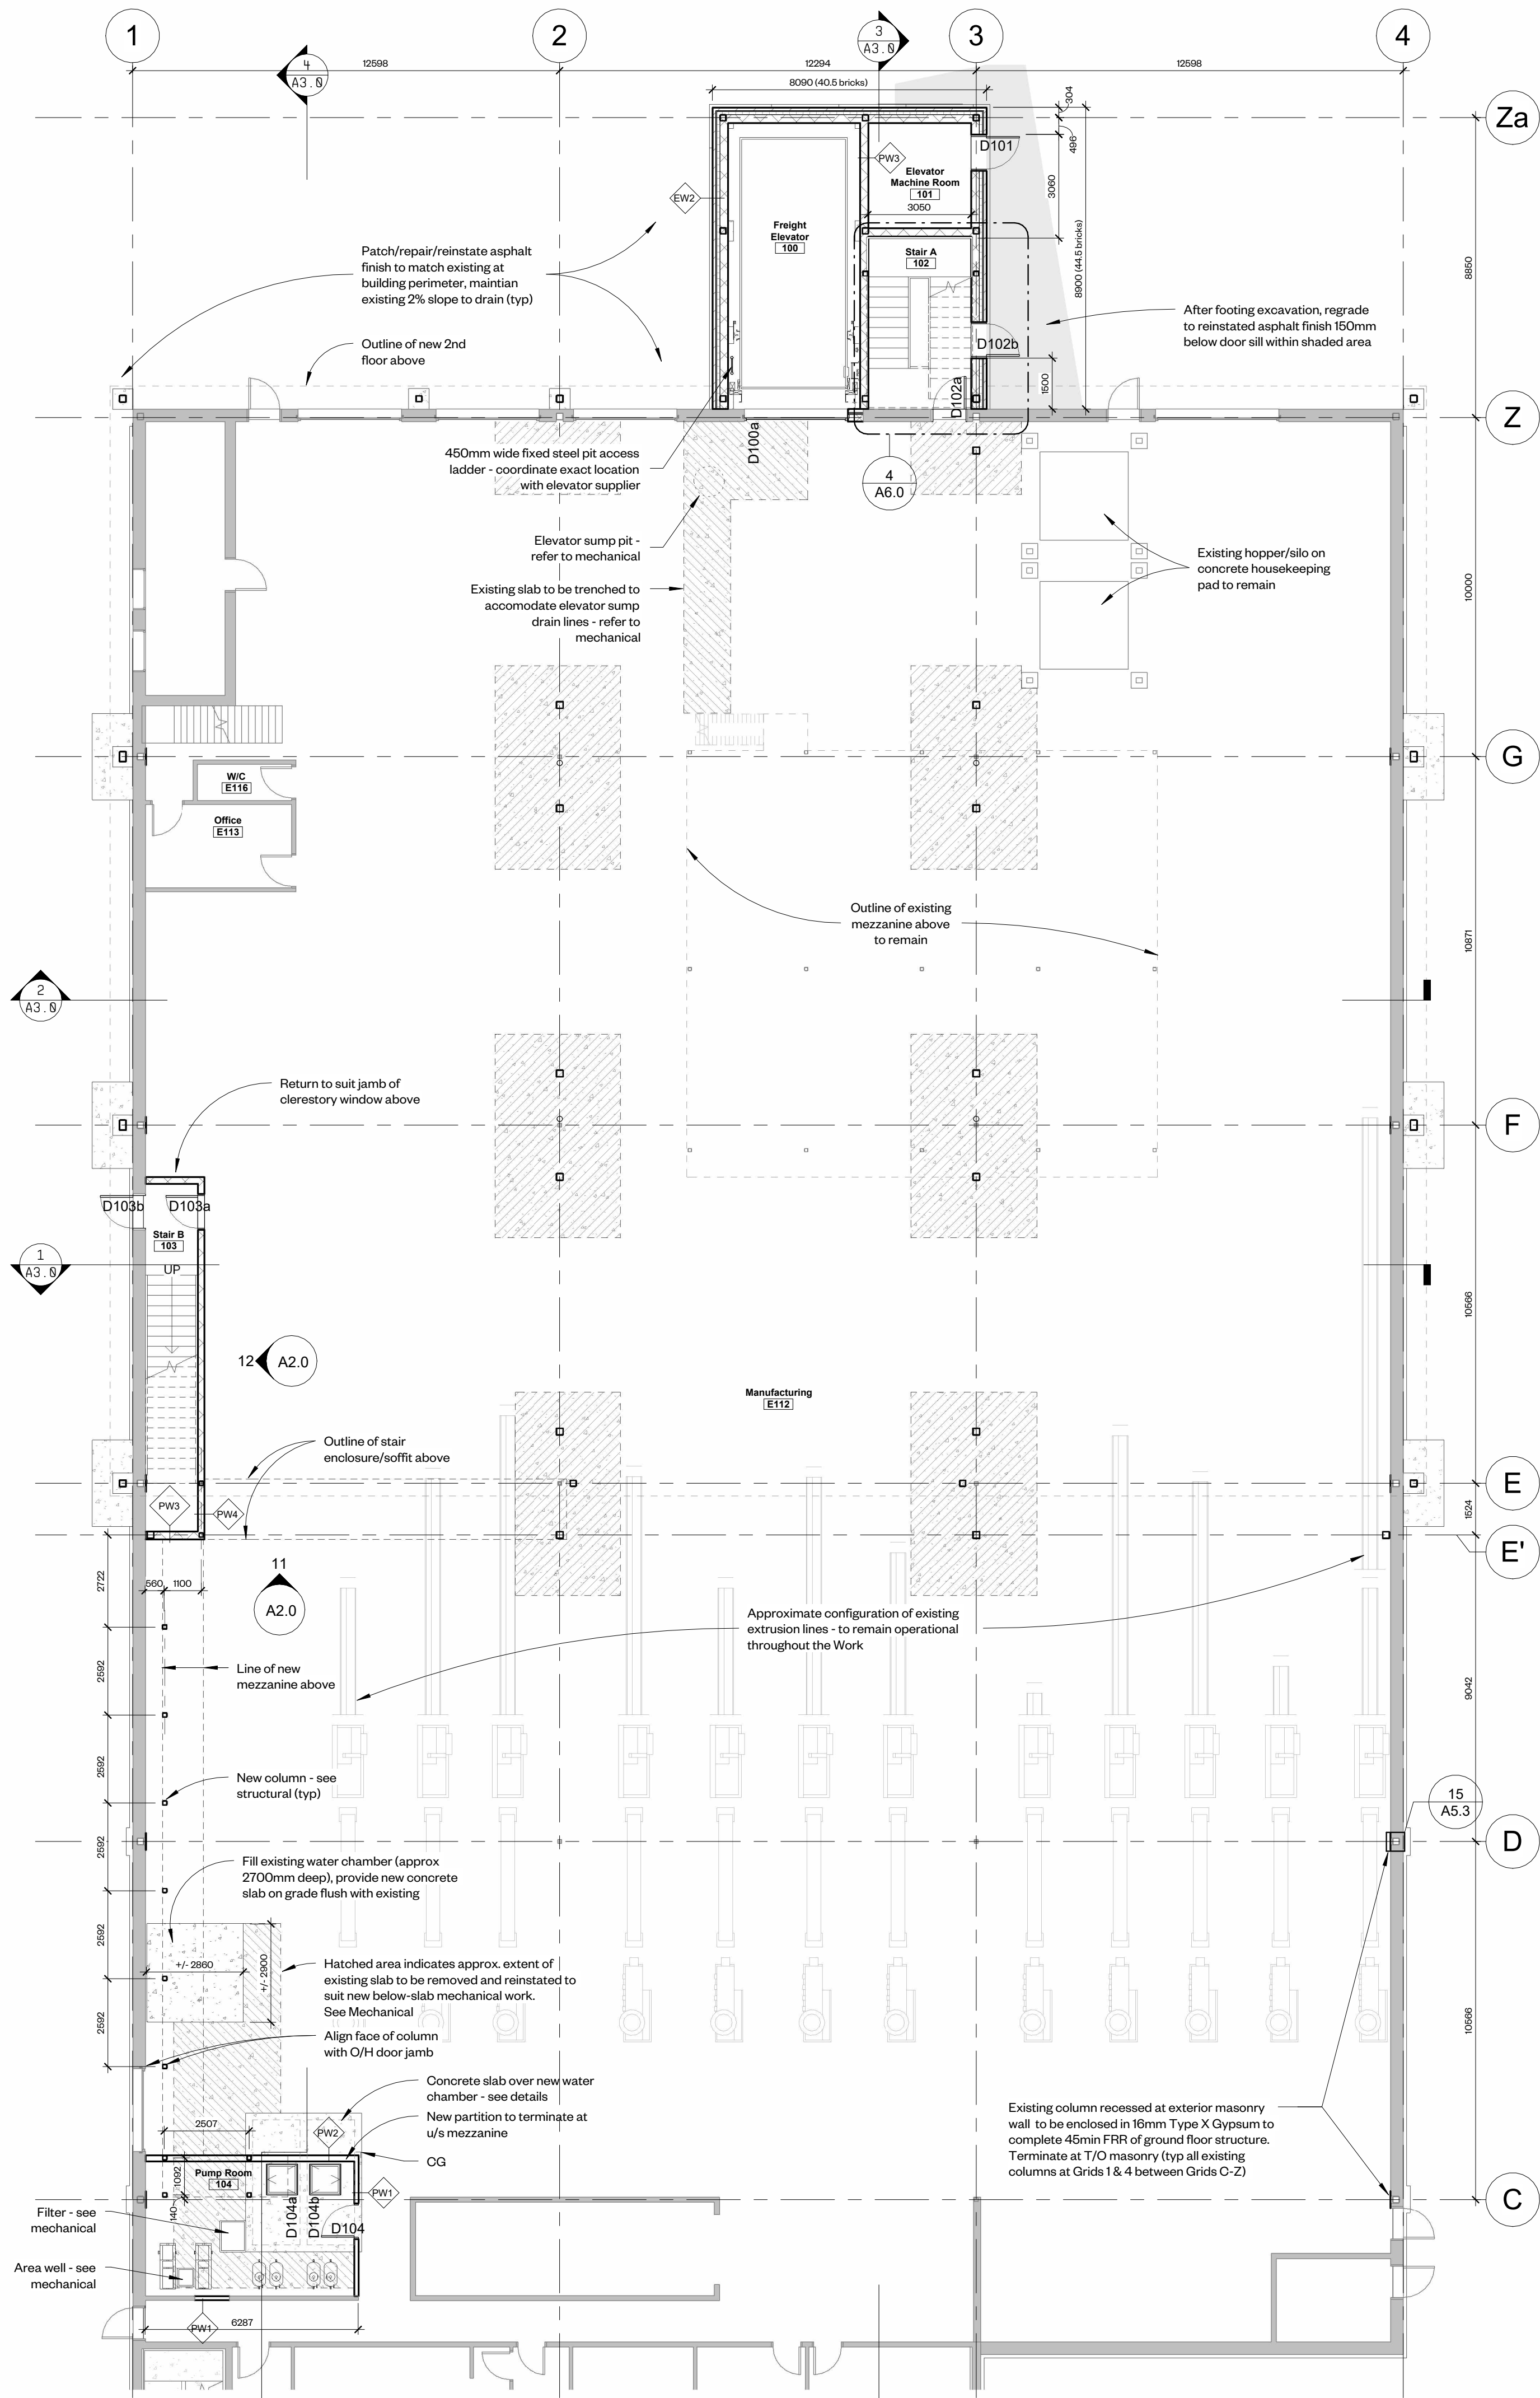 1
2
3
4
3
A3.0
4
A3.0
12598
12294
12598
8090 (40.5 bricks)
304
Za
496
D101
PW3
Elevator
Machine Room
101
3060
3050
EW2
Freight
Elevator
100
Stair A
102
8900 (44.5 bricks)
8850
Patch/repair/reinstate asphalt
finish to match existing at
building perimeter, maintian
existing 2% slope to drain (typ)
After footing excavation, regrade
to reinstated asphalt finish 150mm
below door sill within shaded area
Outline of new 2nd
floor above
D102b
1500
D102a
Z
D100a
450mm wide fixed steel pit access
ladder - coordinate exact location
with elevator supplier
4
A6.0
Elevator sump pit -
refer to mechanical
Existing hopper/silo on
concrete housekeeping
pad to remain
10000
Existing slab to be trenched to
accomodate elevator sump
drain lines - refer to
mechanical
G
W/C
E116
Office
E113
Outline of existing
mezzanine above
to remain
10871
2
A3.0
Return to suit jamb of
clerestory window above
F
D103b
D103a
Stair B
103
1
A3.0
UP
10566
12
A2.0
Manufacturing
E112
Outline of stair
enclosure/soffit above
E
PW3
PW4
1524
E'
11
A2.0
2722
560
1100
Approximate configuration of existing
extrusion lines - to remain operational
throughout the Work
2592
Line of new
mezzanine above
9042
2592
New column - see
structural (typ)
15
A5.3
2592
D
Fill existing water chamber (approx
2700mm deep), provide new concrete
slab on grade flush with existing
2592
+/- 2860
+/- 2900
Hatched area indicates approx. extent of
existing slab to be removed and reinstated to
suit new below-slab mechanical work.
See Mechanical
2592
10566
Align face of column
with O/H door jamb
Concrete slab over new water
chamber - see details
New partition to terminate at
u/s mezzanine
2507
PW2
CG
Existing column recessed at exterior masonry
wall to be enclosed in 16mm Type X Gypsum to
complete 45min FRR of ground floor structure.
Terminate at T/O masonry (typ all existing
columns at Grids 1 & 4 between Grids C-Z)
Pump Room
104
1092
140
PW1
C
D104a
D104b
D104
Filter - see
mechanical
Area well - see
mechanical
6287
PW1